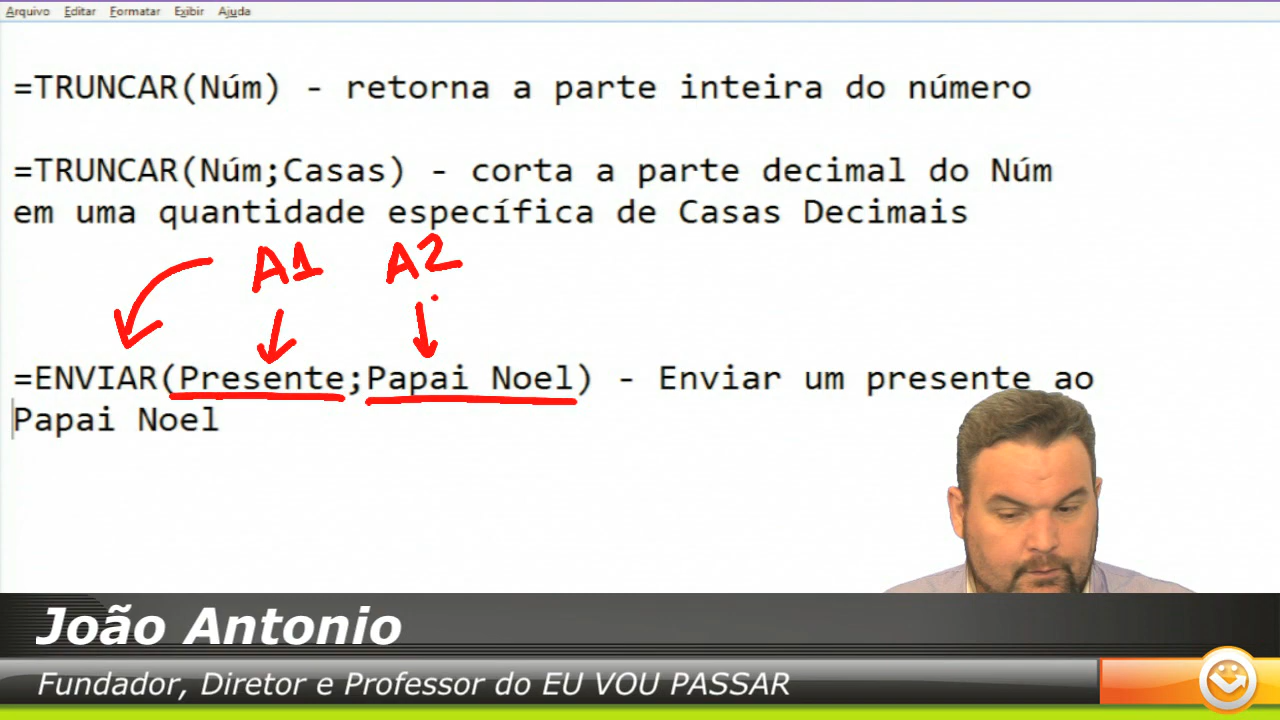 Arquivo Editar Formatar Exibir Ajuda
=TRUNCAR(Núm) - retorna a parte inteira do número
=TRUNCAR(Núm;Casas) - corta a parte decimal do Núm
em uma quantidade específica de Casas Decimais
A1 A2
=ENVIAR(Presente;Papai Noel) - Enviar um presente ao
Papai Noel
João Antonio
Fundador, Diretor e Professor do EU VOU PASSAR